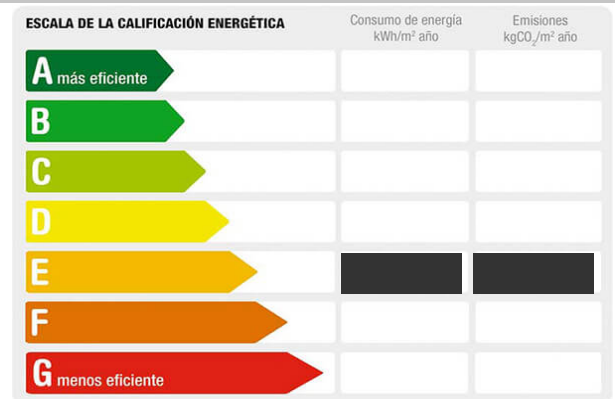 ESCALA DE LA CALIFICACIÓN ENERGÉTICA
Consumo de energía
kWh/m² año
Emisiones
kgCO₂/m² año
A más eficiente
B
C
D
E
F
G menos eficiente